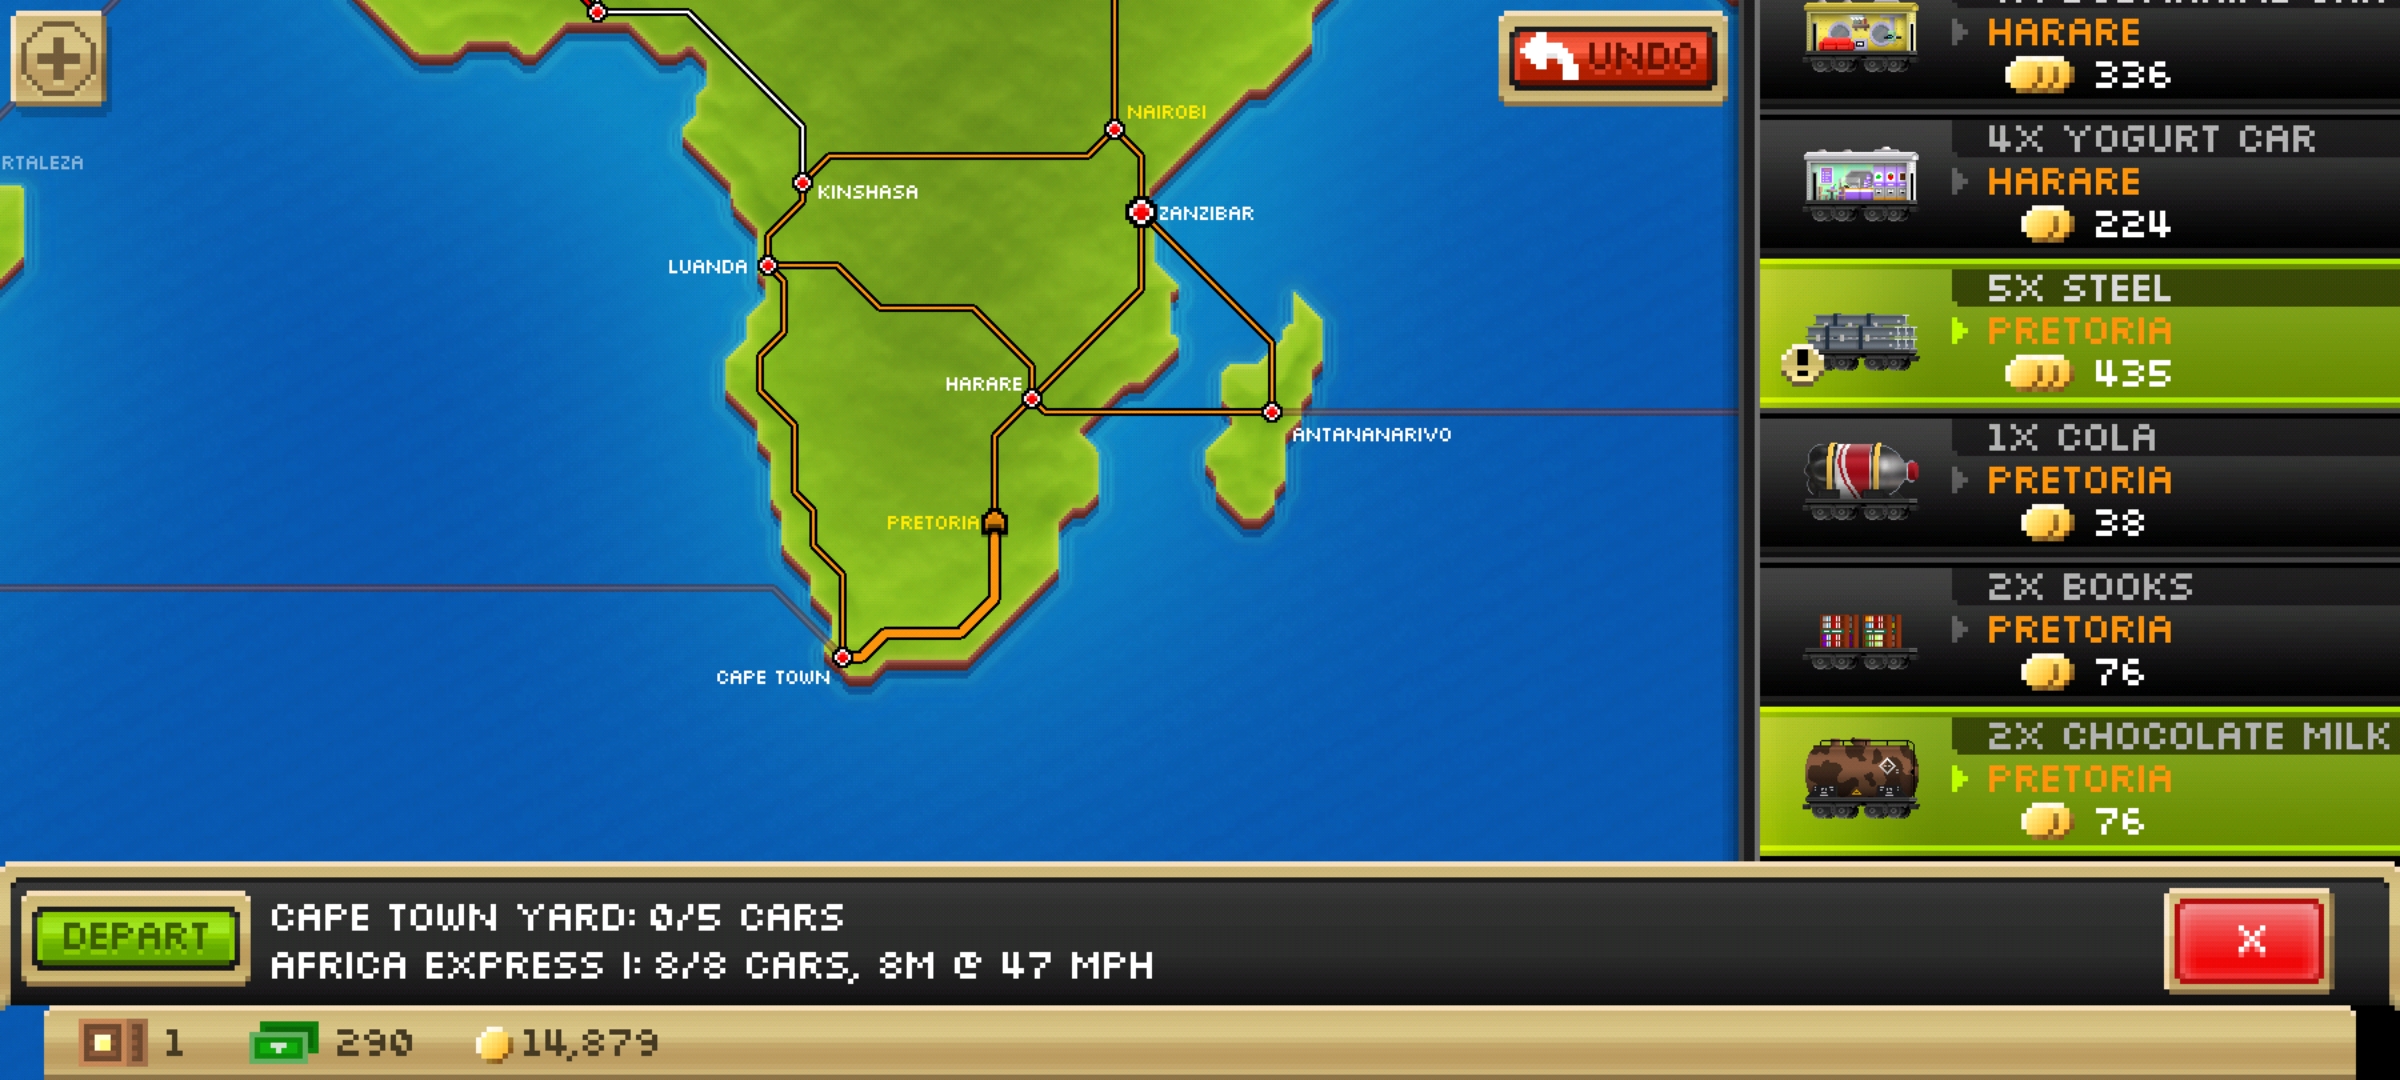 UNDO
NAIROBI
RTALEZA
KINSHASA
ZANZIBAR
LUANDA
HARARE
ANTANANARIVO
PRETORIA
CAPE TOWN
HARARE
336
4X YOGURT CAR
HARARE
224
5X STEEL
PRETORIA
435
1X COLA
PRETORIA
38
2X BOOKS
PRETORIA
76
2X CHOCOLATE MILK
PRETORIA
76
DEPART
CAPE TOWN YARD: 0/5 CARS
AFRICA EXPRESS I: 8/8 CARS, 8M @ 47 MPH
X
1
290
14,879